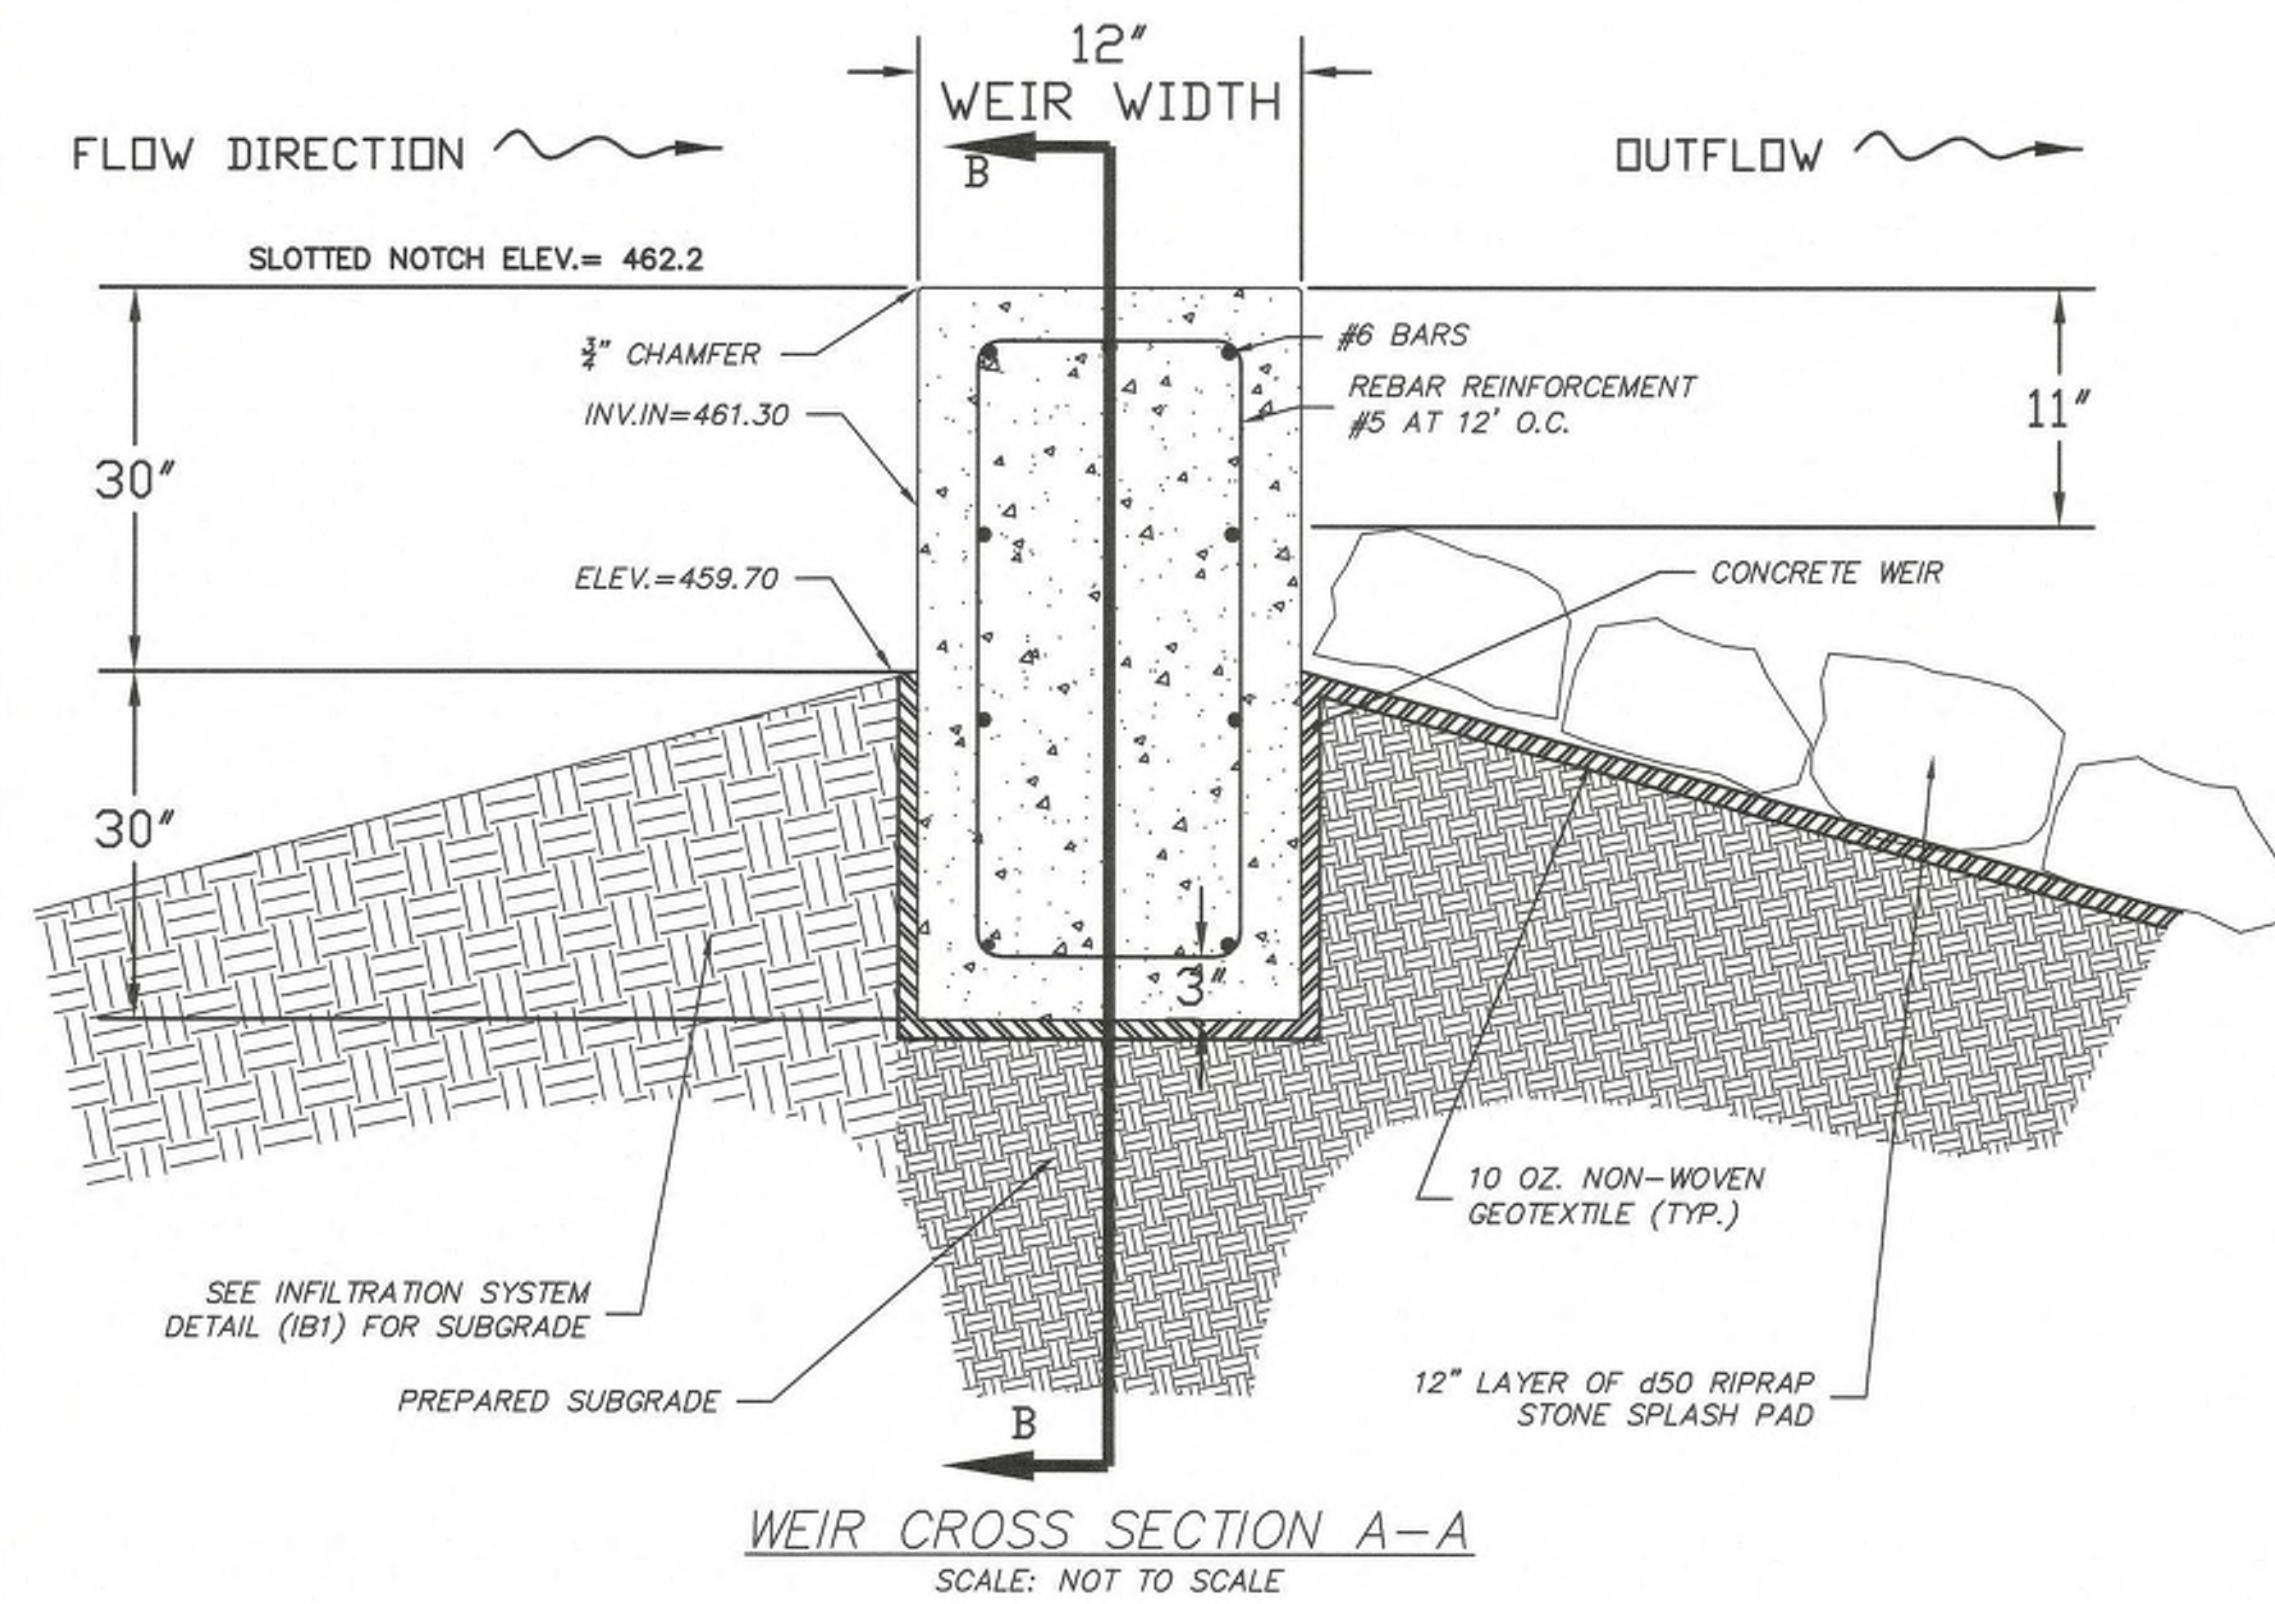 12"
WEIR WIDTH
FLOW DIRECTION
B
OUTFLOW
SLOTTED NOTCH ELEV.= 462.2
3/4" CHAMFER
#6 BARS
INV.IN=461.30
REBAR REINFORCEMENT
#5 AT 12' O.C.
11"
30"
ELEV.=459.70
CONCRETE WEIR
30"
3"
10 OZ. NON-WOVEN
GEOTEXTILE (TYP.)
SEE INFILTRATION SYSTEM
DETAIL (IB1) FOR SUBGRADE
PREPARED SUBGRADE
12" LAYER OF d50 RIPRAP
STONE SPLASH PAD
B
WEIR CROSS SECTION A-A
SCALE: NOT TO SCALE